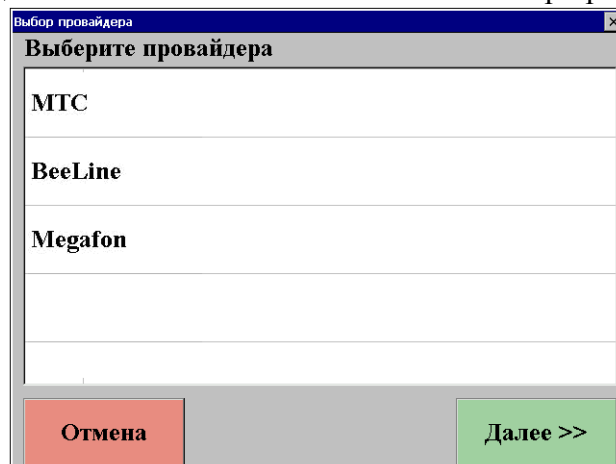 Выбор провайдера
Выберите провайдера
МТС
BeeLine
Megafon
Отмена
Далее >>